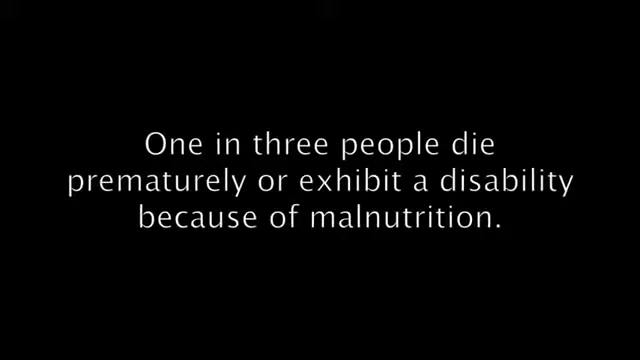 One in three people die
prematurely or exhibit a disability
because of malnutrition.